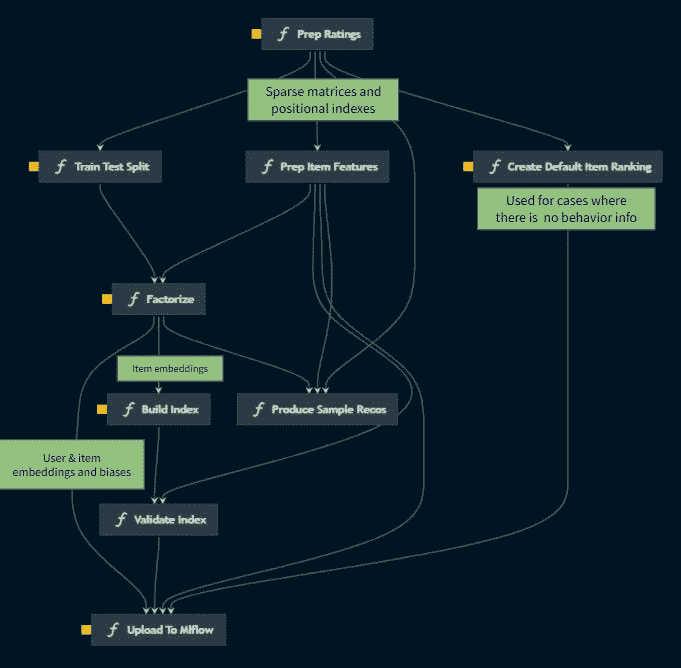 ƒ Prep Ratings
Sparse matrices and
positional indexes
ƒ Train Test Split
ƒ Prep Item Features
ƒ Create Default Item Ranking
Used for cases where
there is no behavior info
ƒ Factorize
Item embeddings
ƒ Build Index
ƒ Produce Sample Recos
User & item
embeddings and biases
ƒ Validate Index
ƒ Upload To Mlflow